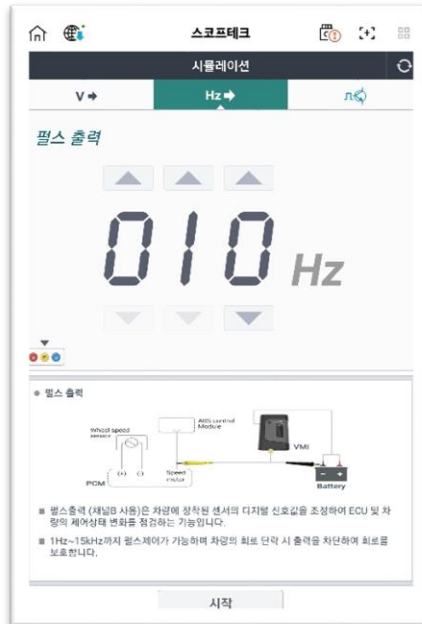 스코프테크
시뮬레이션
V
Hz
펄스 출력
010 Hz
펄스 출력
Wheel speed sensor
ABS control Module
VMI
(+) (-)
Speed motor
PCM
Battery
펄스출력 (채널B 사용)은 차량에 장착된 센서의 디지털 신호값을 조정하여 ECU 및 차
량의 제어상태 변화를 점검하는 기능입니다.
1Hz~15kHz까지 펄스제어가 가능하며 차량의 회로 단락 시 출력을 차단하여 회로를
보호합니다.
시작